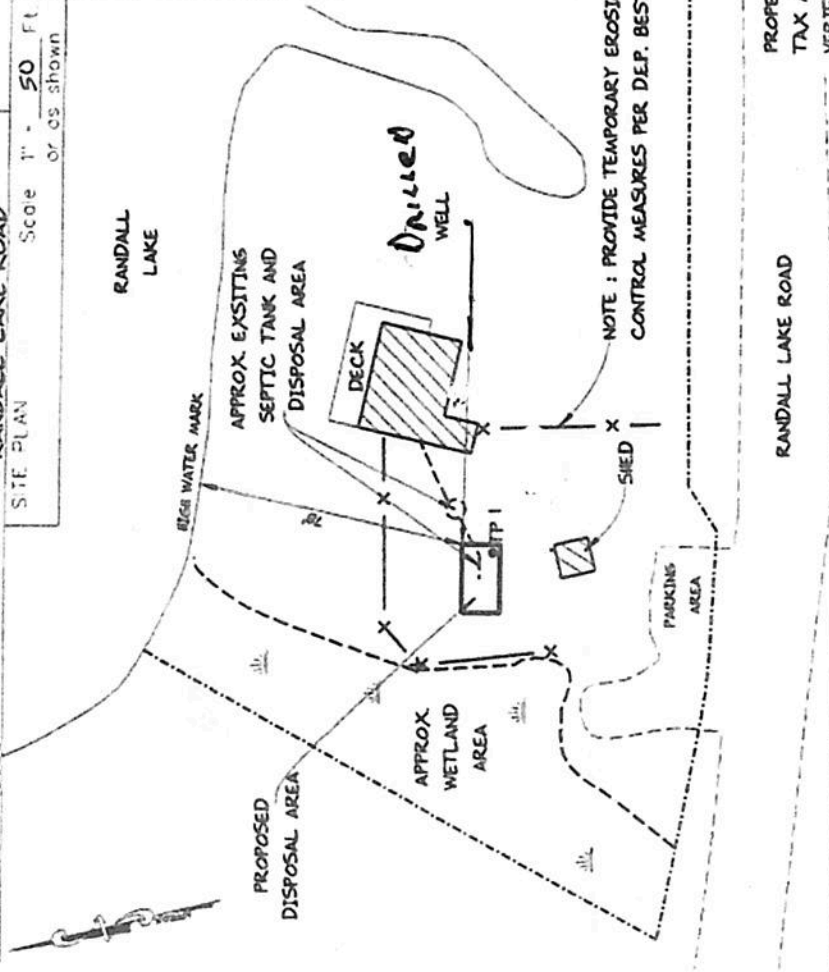 SITE PLAN
Scale 1" = 50 Ft.
or as shown
RANDALL
LAKE
HIGH WATER MARK
APPROX EXSITING
SEPTIC TANK AND
DISPOSAL AREA
DECK
DRILLED
WELL
TP 1
SHED
PARKING
AREA
APPROX
WETLAND
AREA
PROPOSED
DISPOSAL AREA
NOTE : PROVIDE TEMPORARY EROSI
CONTROL MEASURES PER DEP. BEST
RANDALL LAKE ROAD
PROPE
TAX